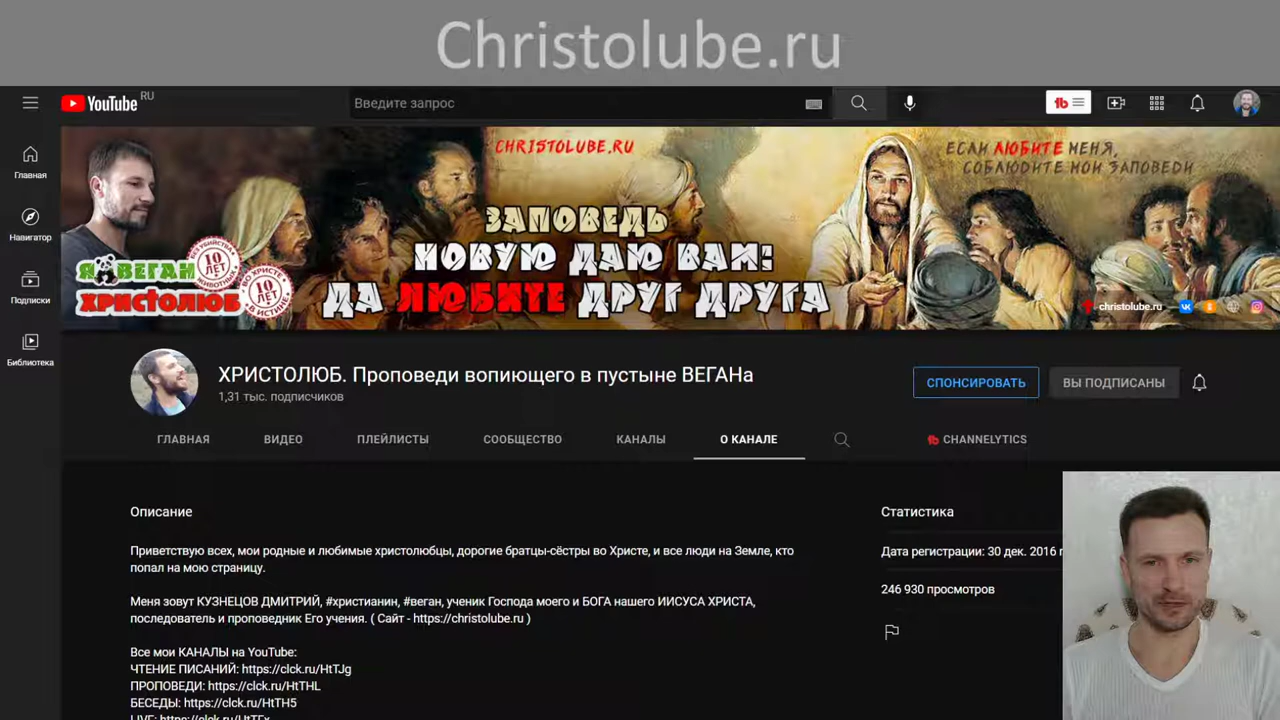 Christolube.ru
YouTube
RU
Введите запрос
Главная
Навигатор
Подписки
Библиотека
CHRISTOLUBE.RU
ЕСЛИ ЛЮБИТЕ МЕНЯ,
СОБЛЮДИТЕ МОИ ЗАПОВЕДИ
ЗАПОВЕДЬ
НОВУЮ ДАЮ ВАМ:
ДА ЛЮБИТЕ ДРУГ ДРУГА
Я ВЕГАН
10 ЛЕТ
ХРИСТОЛЮБ
10 ЛЕТ
В ИСТИНЕ
christolube.ru
ХРИСТОЛЮБ. Проповеди вопиющего в пустыне ВЕГАНа
1,31 тыс. подписчиков
СПОНСИРОВАТЬ
ВЫ ПОДПИСАНЫ
ГЛАВНАЯ
ВИДЕО
ПЛЕЙЛИСТЫ
СООБЩЕСТВО
КАНАЛЫ
О КАНАЛЕ
CHANNELYTICS
Описание
Приветствую всех, мои родные и любимые христолюбцы, дорогие братцы-сёстры во Христе, и все люди на Земле, кто
попал на мою страницу.
Меня зовут КУЗНЕЦОВ ДМИТРИЙ, #христианин, #веган, ученик Господа моего и БОГА нашего ИИСУСА ХРИСТА,
последователь и проповедник Его учения. ( Сайт - https://christolube.ru )
Все мои КАНАЛЫ на YouTube:
ЧТЕНИЕ ПИСАНИЙ: https://clck.ru/HtTJg
ПРОПОВЕДИ: https://clck.ru/HtTHL
БЕСЕДЫ: https://clck.ru/HtTH5
Статистика
Дата регистрации: 30 дек. 2016 г
246 930 просмотров